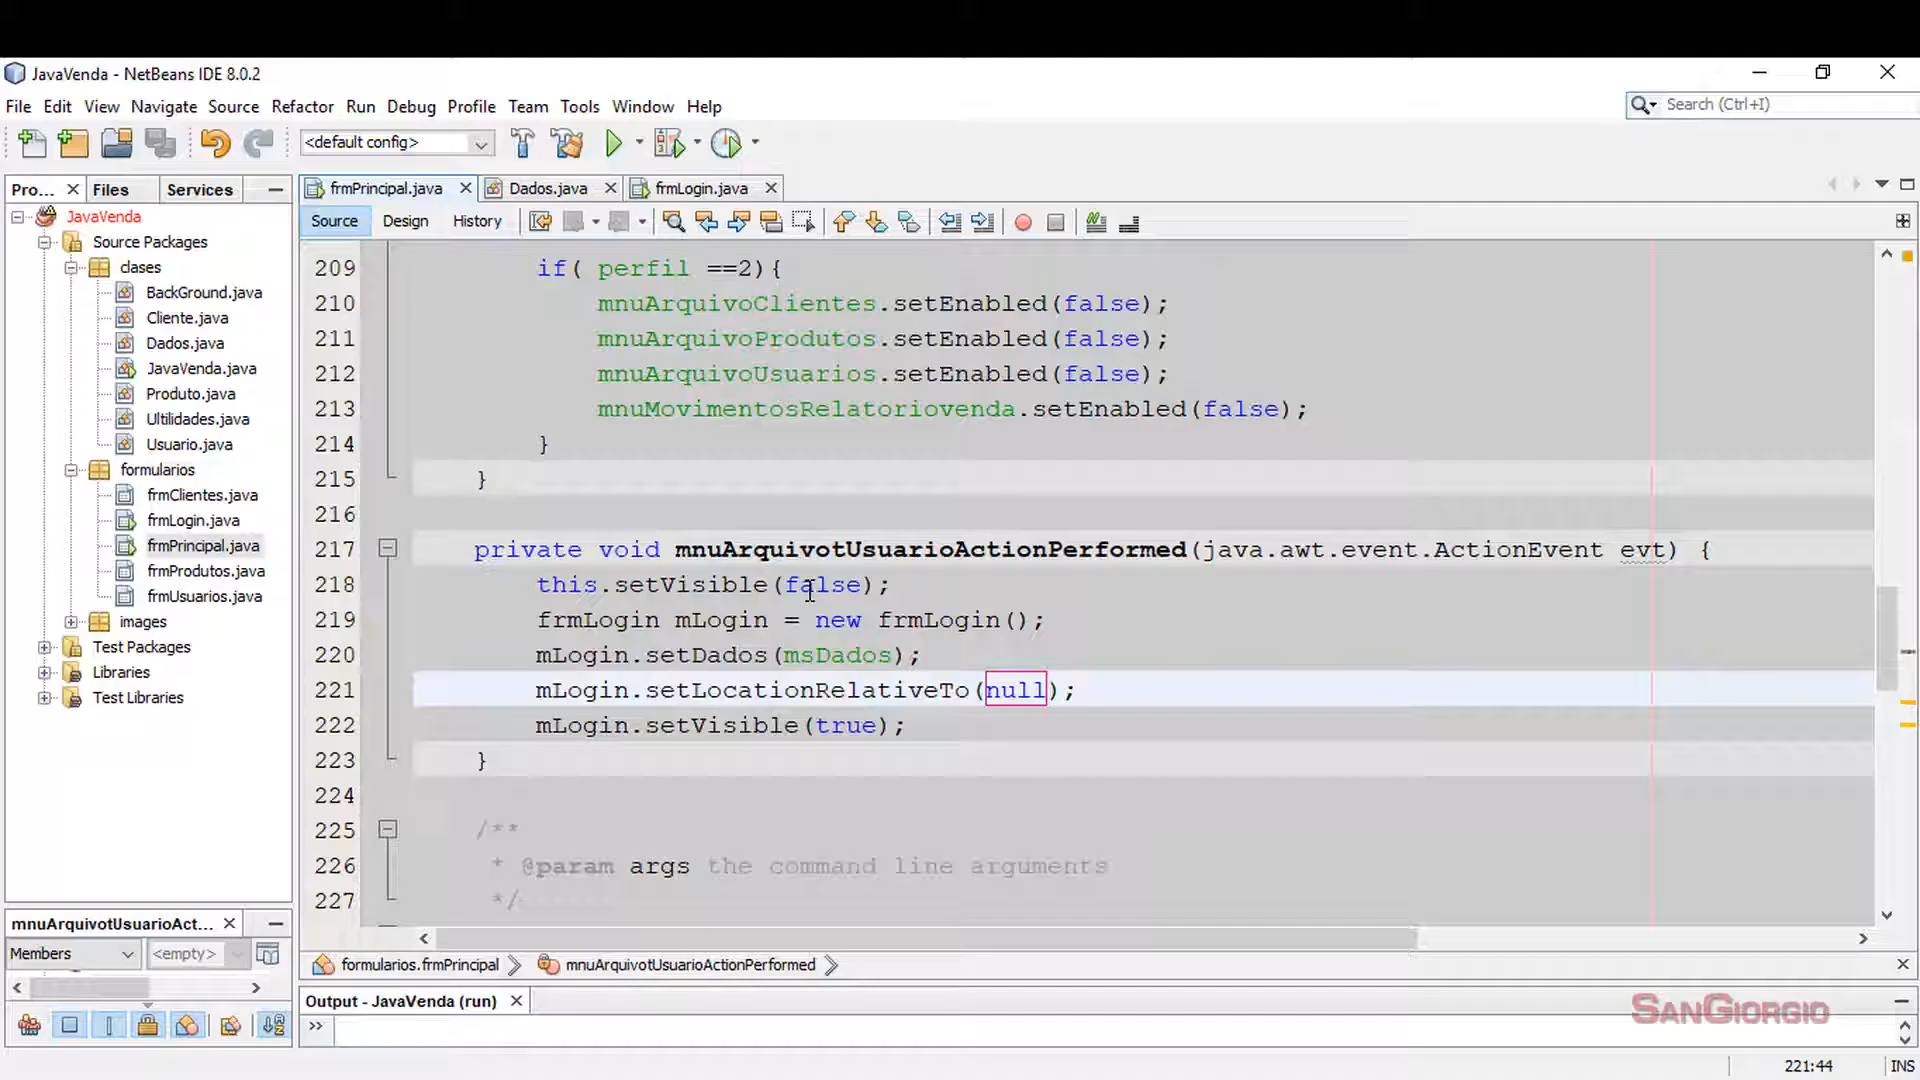 JavaVenda - NetBeans IDE 8.0.2
File Edit View Navigate Source Refactor Run Debug Profile Team Tools Window Help
Search (Ctrl+I)
<default config>
Pro... Files Services
frmPrincipal.java Dados.java frmLogin.java
Source Design History
JavaVenda
Source Packages
clases
BackGround.java
Cliente.java
Dados.java
JavaVenda.java
Produto.java
Ultilidades.java
Usuario.java
formularios
frmClientes.java
frmLogin.java
frmPrincipal.java
frmProdutos.java
frmUsuarios.java
images
Test Packages
Libraries
Test Libraries
209 if( perfil ==2){
210 mnuArquivoClientes.setEnabled(false);
211 mnuArquivoProdutos.setEnabled(false);
212 mnuArquivoUsuarios.setEnabled(false);
213 mnuMovimentosRelatoriovenda.setEnabled(false);
214 }
215 }
216
217 private void mnuArquivotUsuarioActionPerformed(java.awt.event.ActionEvent evt) {
218 this.setVisible(false);
219 frmLogin mLogin = new frmLogin();
220 mLogin.setDados(msDados);
221 mLogin.setLocationRelativeTo(null);
222 mLogin.setVisible(true);
223 }
224
225 /**
226 * @param args the command line arguments
227 */
mnuArquivotUsuarioAct...
Members <empty>
formularios.frmPrincipal mnuArquivotUsuarioActionPerformed
Output - JavaVenda (run)
SANGIORGIO
221:44 INS